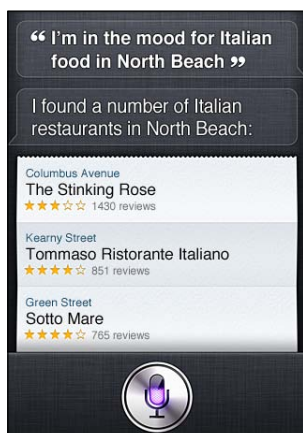 “ I’m in the mood for Italian
food in North Beach ”
I found a number of Italian
restaurants in North Beach:
Columbus Avenue
The Stinking Rose
★★★☆☆ 1430 reviews
Kearny Street
Tommaso Ristorante Italiano
★★★★☆ 851 reviews
Green Street
Sotto Mare
★★★★☆ 765 reviews